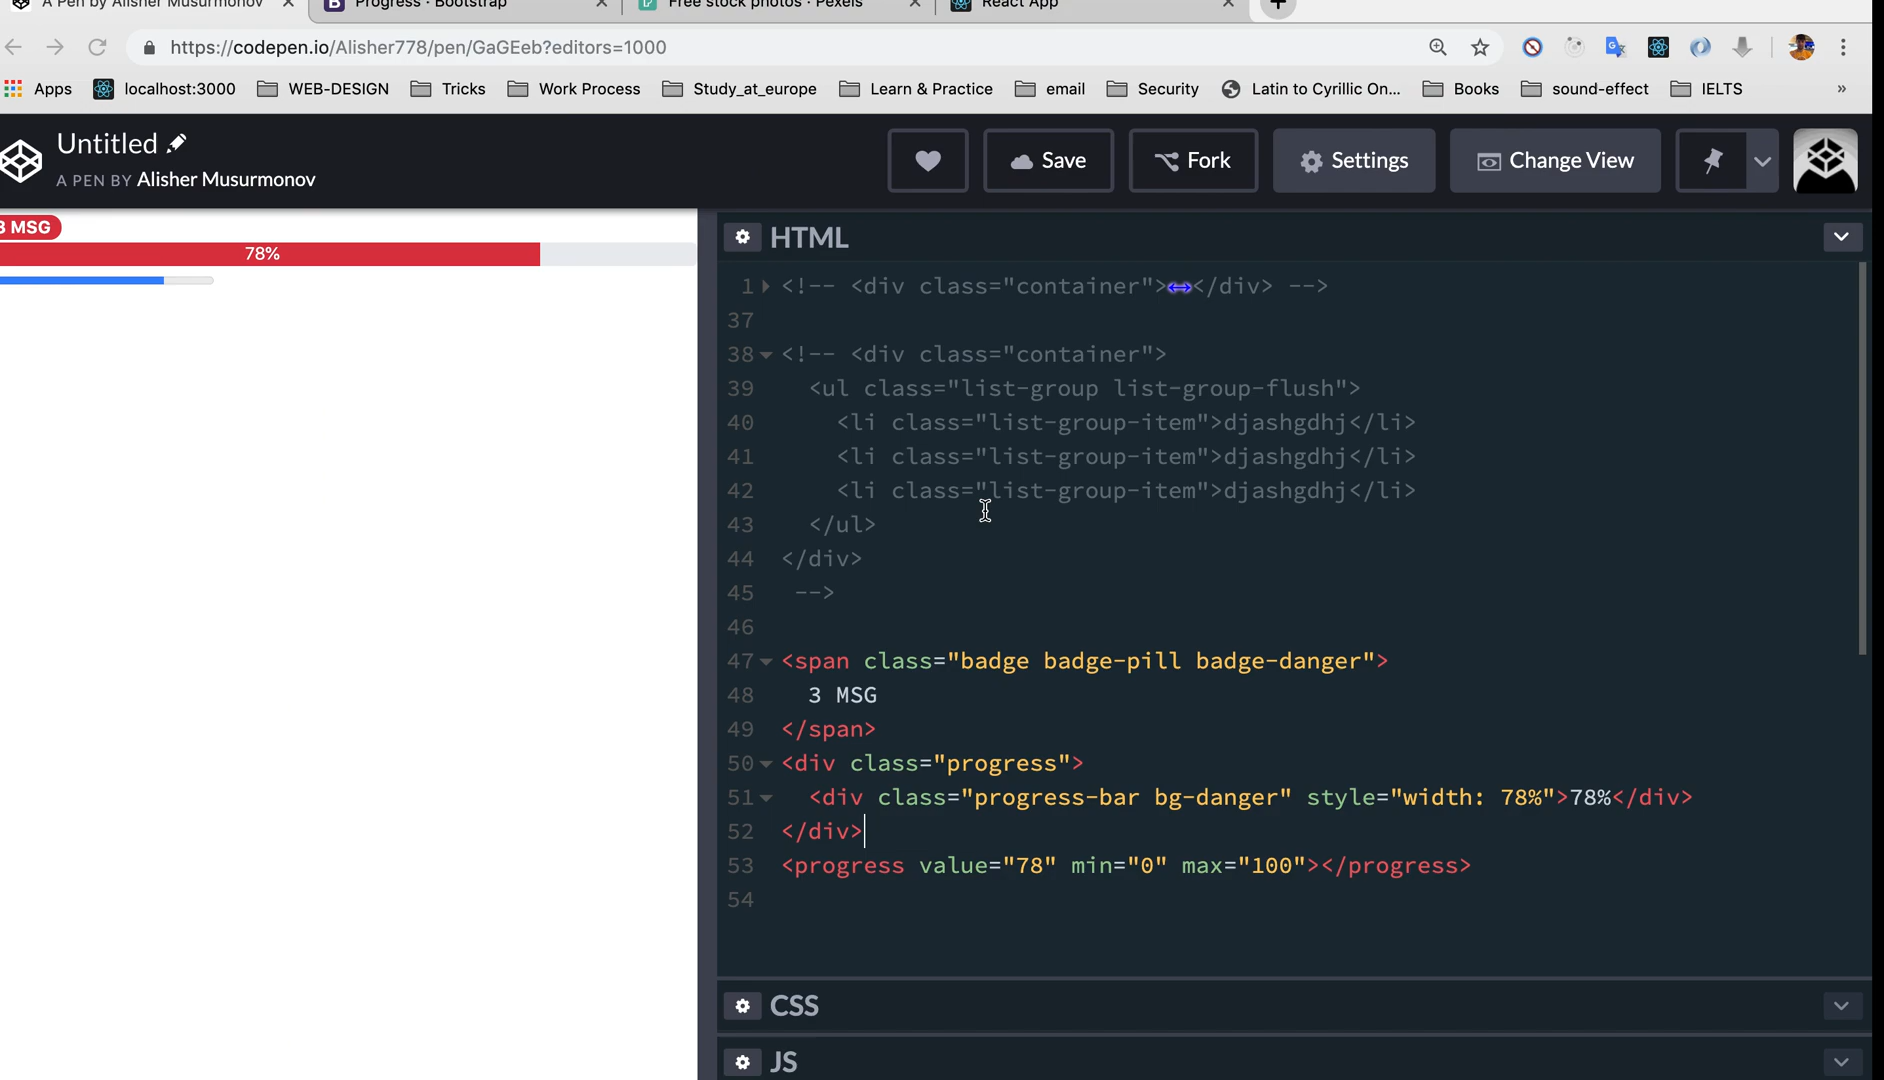 A Pen by Alisher Musurmonov
Progress · Bootstrap
Free stock photos · Pexels
React App
https://codepen.io/Alisher778/pen/GaGEeb?editors=1000
Apps localhost:3000 WEB-DESIGN Tricks Work Process Study_at_europe Learn & Practice email Security Latin to Cyrillic On... Books sound-effect IELTS »
Untitled
A PEN BY Alisher Musurmonov
Save Fork Settings Change View
3 MSG
78%
HTML
1 <!-- <div class="container">↔</div> -->
37
38 <!-- <div class="container">
39 <ul class="list-group list-group-flush">
40 <li class="list-group-item">djashgdhj</li>
41 <li class="list-group-item">djashgdhj</li>
42 <li class="list-group-item">djashgdhj</li>
43 </ul>
44 </div>
45 -->
46
47 <span class="badge badge-pill badge-danger">
48 3 MSG
49 </span>
50 <div class="progress">
51 <div class="progress-bar bg-danger" style="width: 78%">78%</div>
52 </div>
53 <progress value="78" min="0" max="100"></progress>
54
CSS
JS